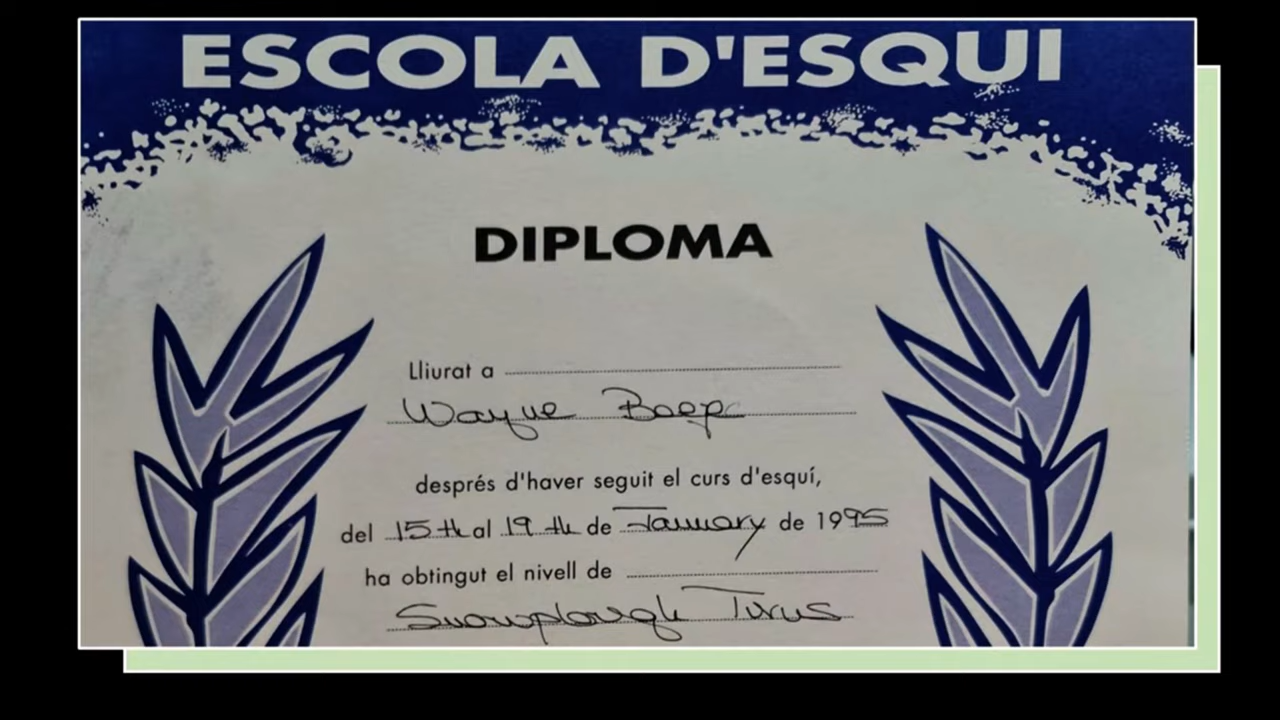 ESCOLA D'ESQUI
DIPLOMA
Lliurat a
Wayne
després d'haver seguit el curs d'esquí,
del 15th al 19th de January de 1995
ha obtingut el nivell de
Snowplough Turns